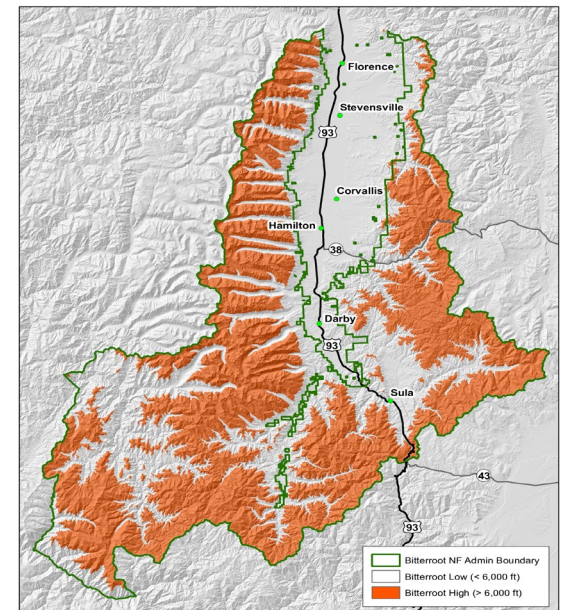 Florence
Stevensville
93
Corvallis
Hamilton
38
Darby
93
Sula
43
93
Bitterroot NF Admin Boundary
Bitterroot Low (< 6,000 ft)
Bitterroot High (> 6,000 ft)